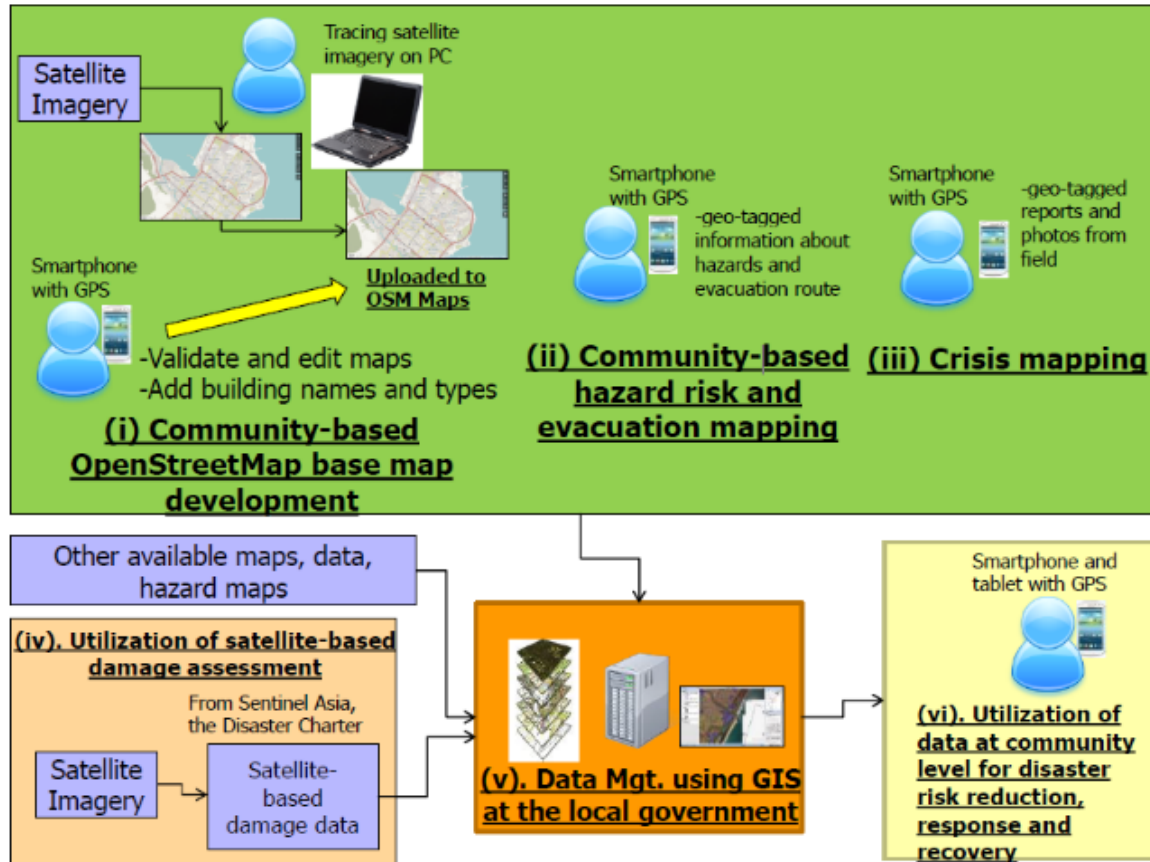 Satellite
Imagery
Tracing satellite
imagery on PC
Smartphone
with GPS
Uploaded to
OSM Maps
-Validate and edit maps
-Add building names and types
(i) Community-based
OpenStreetMap base map
development
Smartphone
with GPS
-geo-tagged
information about
hazards and
evacuation route
(ii) Community-based
hazard risk and
evacuation mapping
Smartphone
with GPS
-geo-tagged
reports and
photos from
field
(iii) Crisis mapping
Other available maps, data,
hazard maps
(iv). Utilization of satellite-based
damage assessment
From Sentinel Asia,
the Disaster Charter
Satellite
Imagery
Satellite-
based
damage data
(v). Data Mgt. using GIS
at the local government
Smartphone and
tablet with GPS
(vi). Utilization of
data at community
level for disaster
risk reduction,
response and
recovery